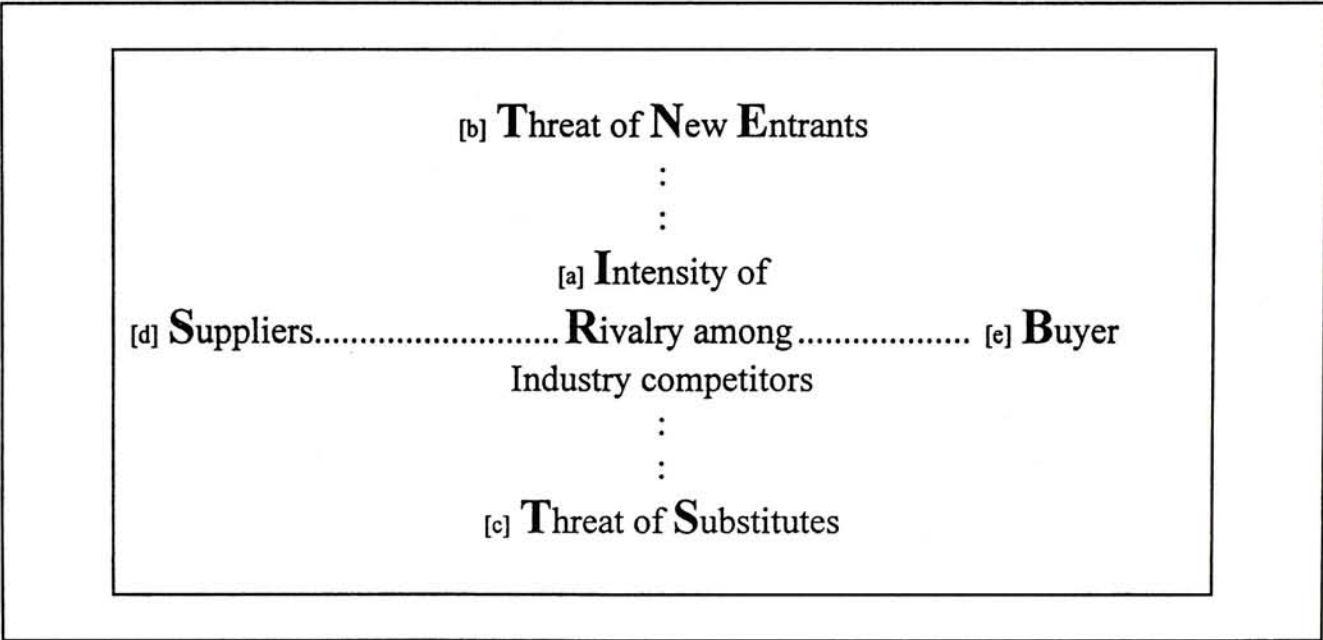 [b] Threat of New Entrants
:
:
[a] Intensity of
[d] Suppliers.......................... Rivalry among ................... [e] Buyer
Industry competitors
:
:
[c] Threat of Substitutes